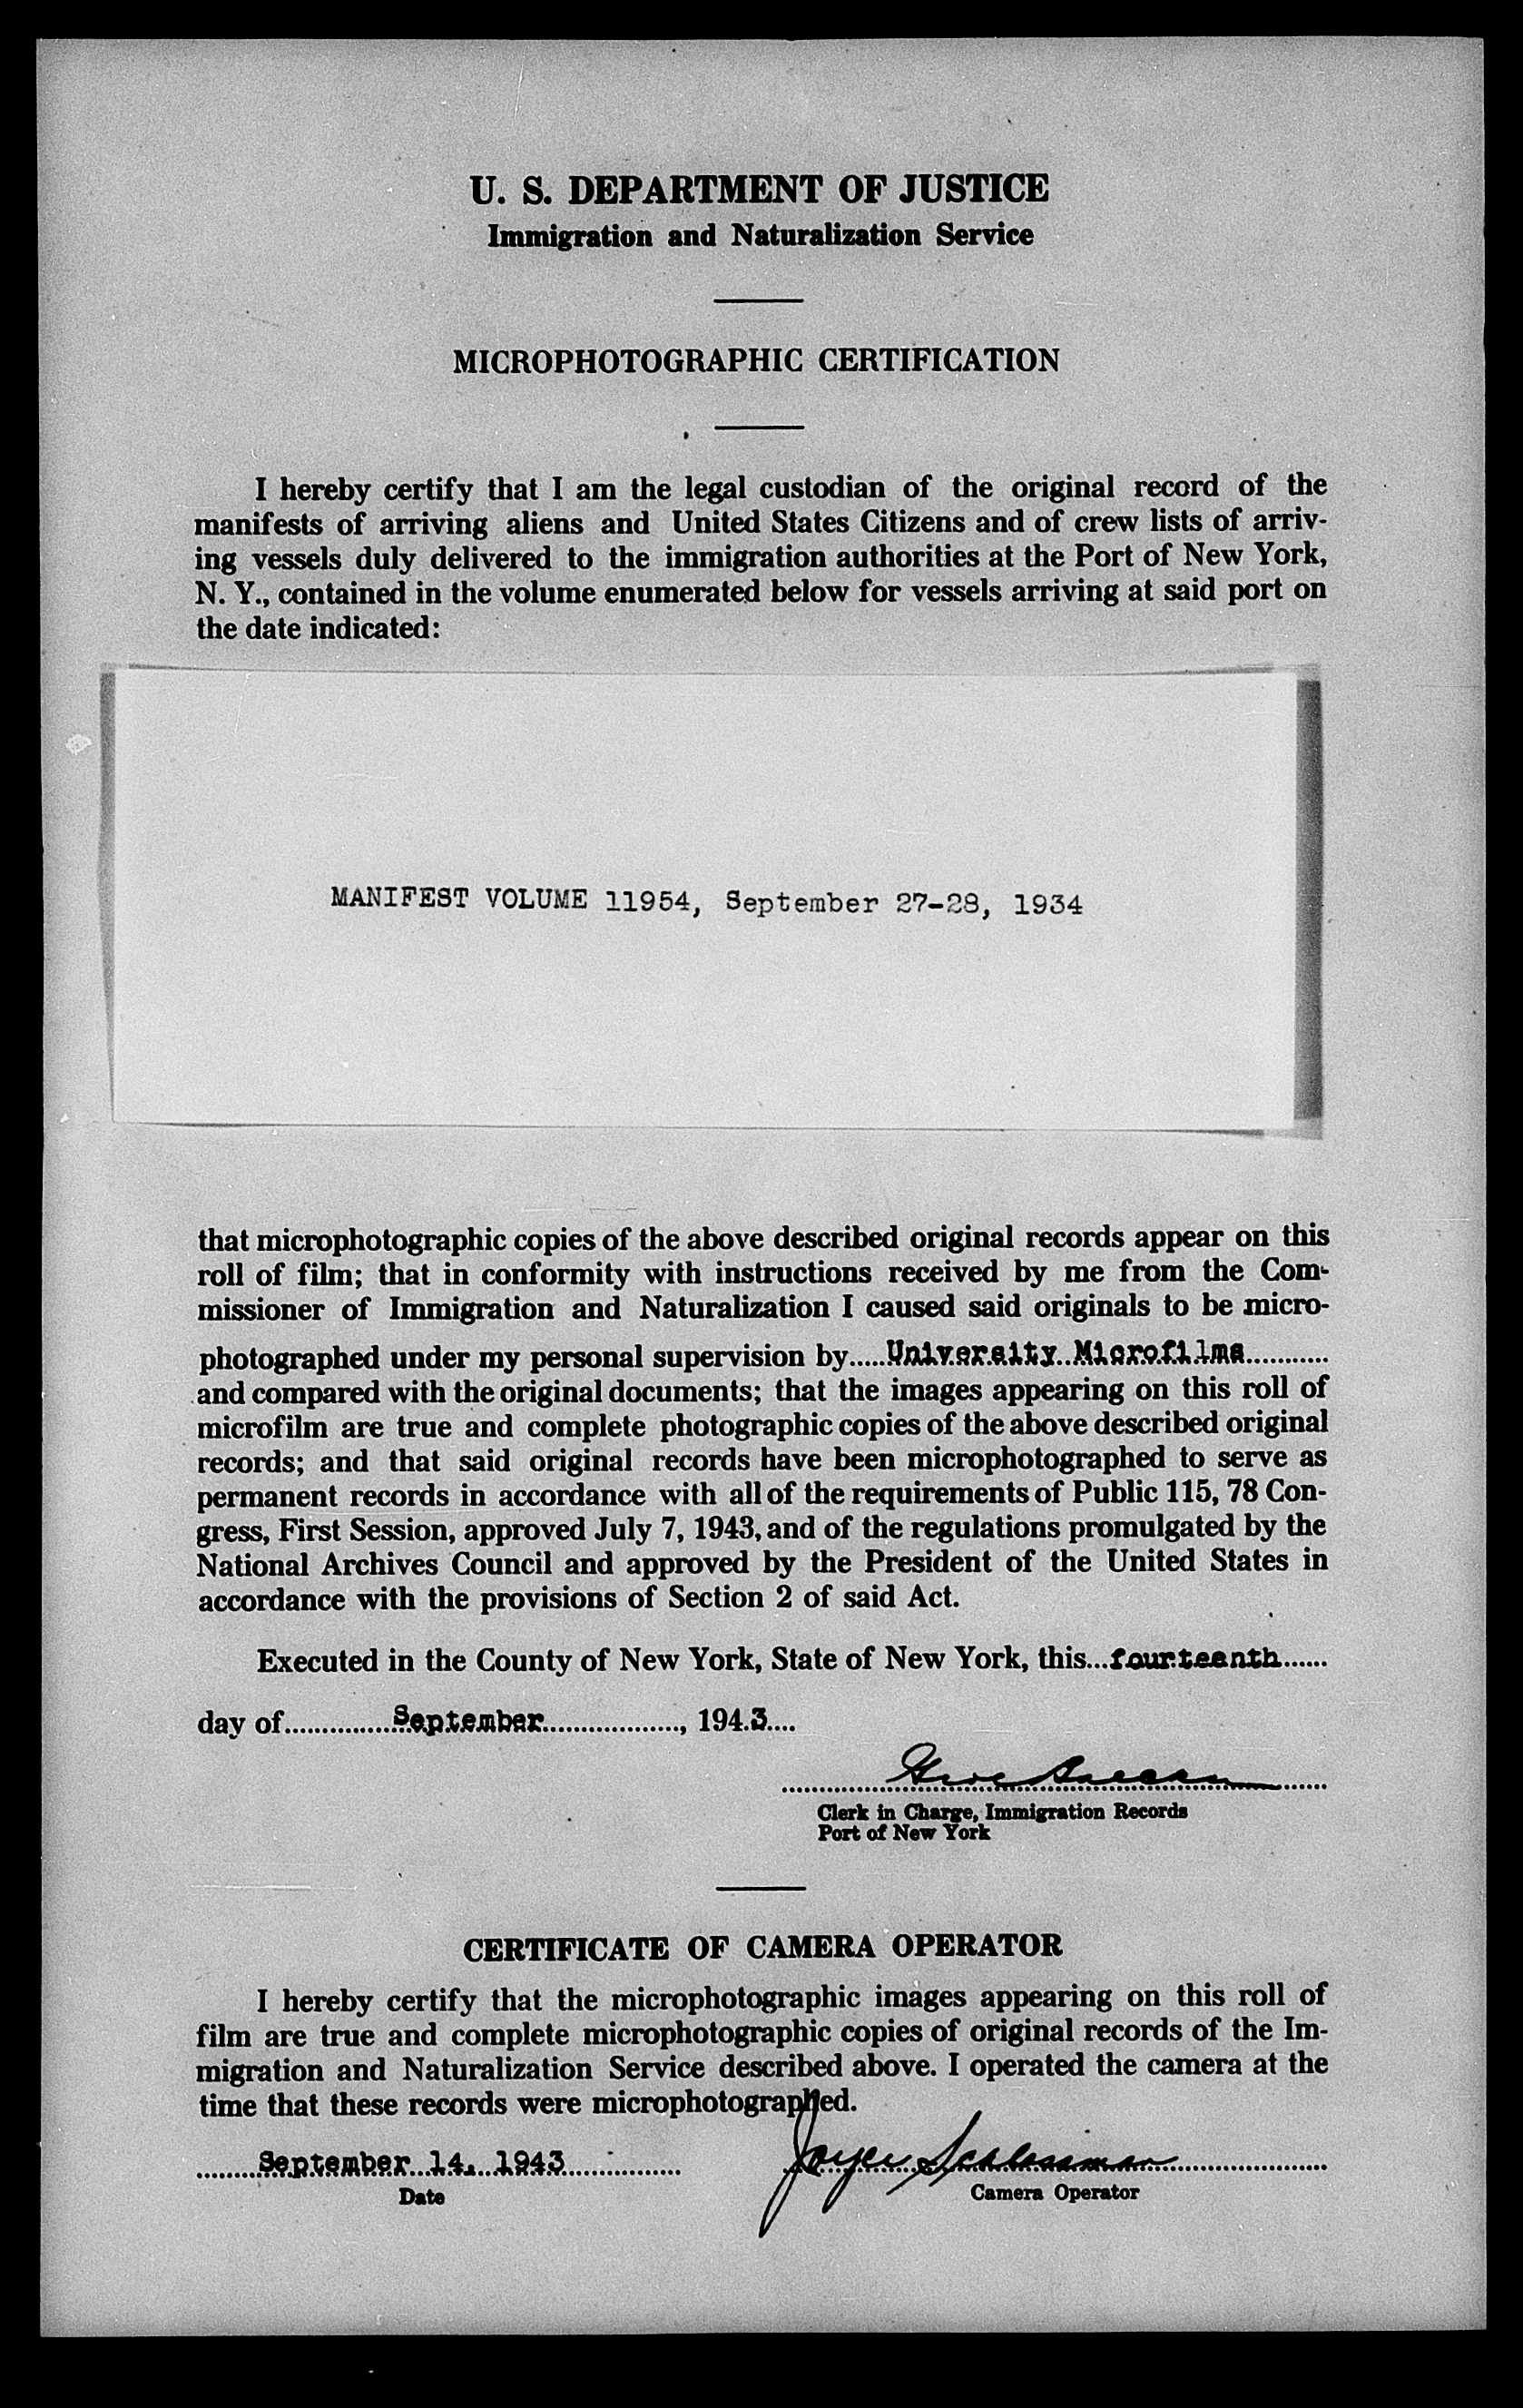 U. S. DEPARTMENT OF JUSTICE
Immigration and Naturalization Service
MICROPHOTOGRAPHIC CERTIFICATION
I hereby certify that I am the legal custodian of the original record of the
manifests of arriving aliens and United States Citizens and of crew lists of arriv-
ing vessels duly delivered to the immigration authorities at the Port of New York,
N. Y., contained in the volume enumerated below for vessels arriving at said port on
the date indicated:
MANIFEST VOLUME 11954, September 27-28, 1934
that microphotographic copies of the above described original records appear on this
roll of film; that in conformity with instructions received by me from the Com-
missioner of Immigration and Naturalization I caused said originals to be micro-
photographed under my personal supervision by.....University Microfilms...........
and compared with the original documents; that the images appearing on this roll of
microfilm are true and complete photographic copies of the above described original
records; and that said original records have been microphotographed to serve as
permanent records in accordance with all of the requirements of Public 115, 78 Con-
gress, First Session, approved July 7, 1943, and of the regulations promulgated by the
National Archives Council and approved by the President of the United States in
accordance with the provisions of Section 2 of said Act.
Executed in the County of New York, State of New York, this...fourteenth......
day of...............September..................., 194.3....
Clerk in Charge, Immigration Records
Port of New York
CERTIFICATE OF CAMERA OPERATOR
I hereby certify that the microphotographic images appearing on this roll of
film are true and complete microphotographic copies of original records of the Im-
migration and Naturalization Service described above. I operated the camera at the
time that these records were microphotographed.
September 14, 1943
Date
Camera Operator